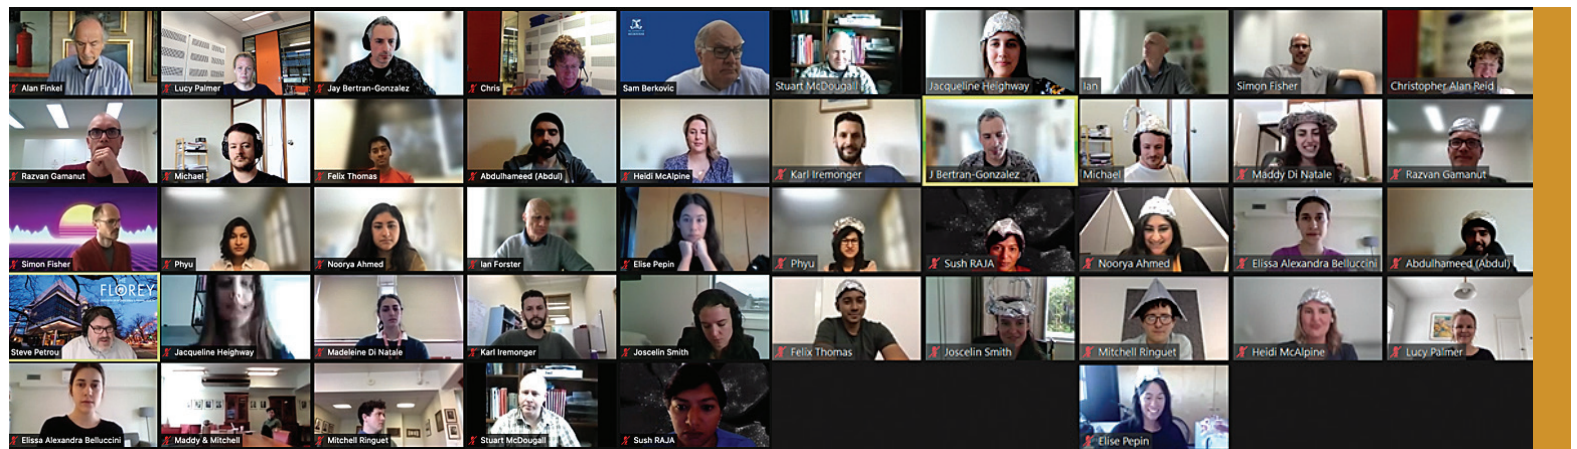 Alan Finkel
Lucy Palmer
Jay Bertran-Gonzalez
Chris
Sam Berkovic
Stuart McDougall
Jacqueline Heighway
Ian
Simon Fisher
Christopher Alan Reid
Razvan Gamanut
Michael
Felix Thomas
Abdulhameed (Abdul)
Heidi McAlpine
Karl Iremonger
J Bertran-Gonzalez
Michael
Maddy Di Natale
Razvan Gamanut
Simon Fisher
Phyu
Noorya Ahmed
Ian Forster
Elise Pepin
Phyu
Sush RAJA
Noorya Ahmed
Elissa Alexandra Belluccini
Abdulhameed (Abdul)
FLOREY
Steve Petrou
Jacqueline Heighway
Madeleine Di Natale
Karl Iremonger
Joscelin Smith
Felix Thomas
Joscelin Smith
Mitchell Ringuet
Heidi McAlpine
Lucy Palmer
Elissa Alexandra Belluccini
Maddy & Mitchell
Mitchell Ringuet
Stuart McDougall
Sush RAJA
Elise Pepin